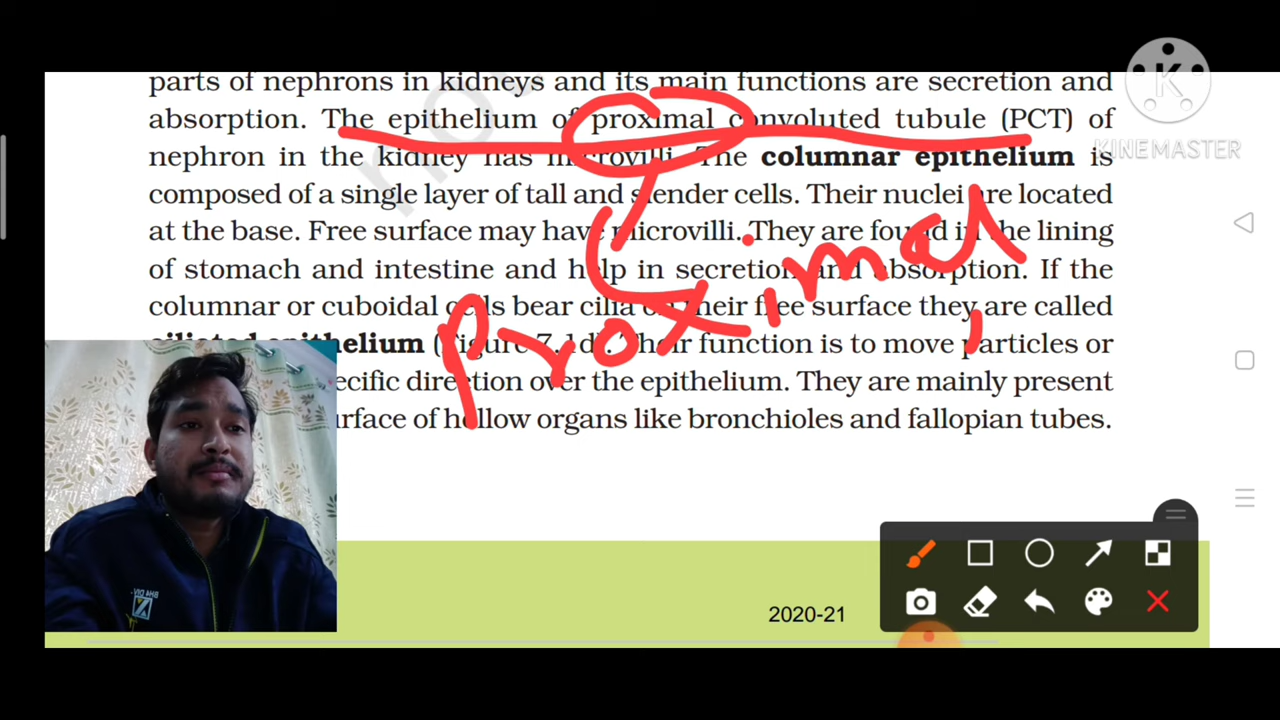 parts of nephrons in kidneys and its main functions are secretion and
absorption. The epithelium of proximal convoluted tubule (PCT) of
nephron in the kidney has microvilli. The columnar epithelium is
composed of a single layer of tall and slender cells. Their nuclei are located
at the base. Free surface may have microvilli. They are found in the lining
of stomach and intestine and help in secretion and absorption. If the
columnar or cuboidal cells bear cilia on their free surface they are called
ciliated epithelium (Figure 7.1d). Their function is to move particles or
specific direction over the epithelium. They are mainly present
surface of hollow organs like bronchioles and fallopian tubes.
proximal
2020-21
KINEMASTER
K
no